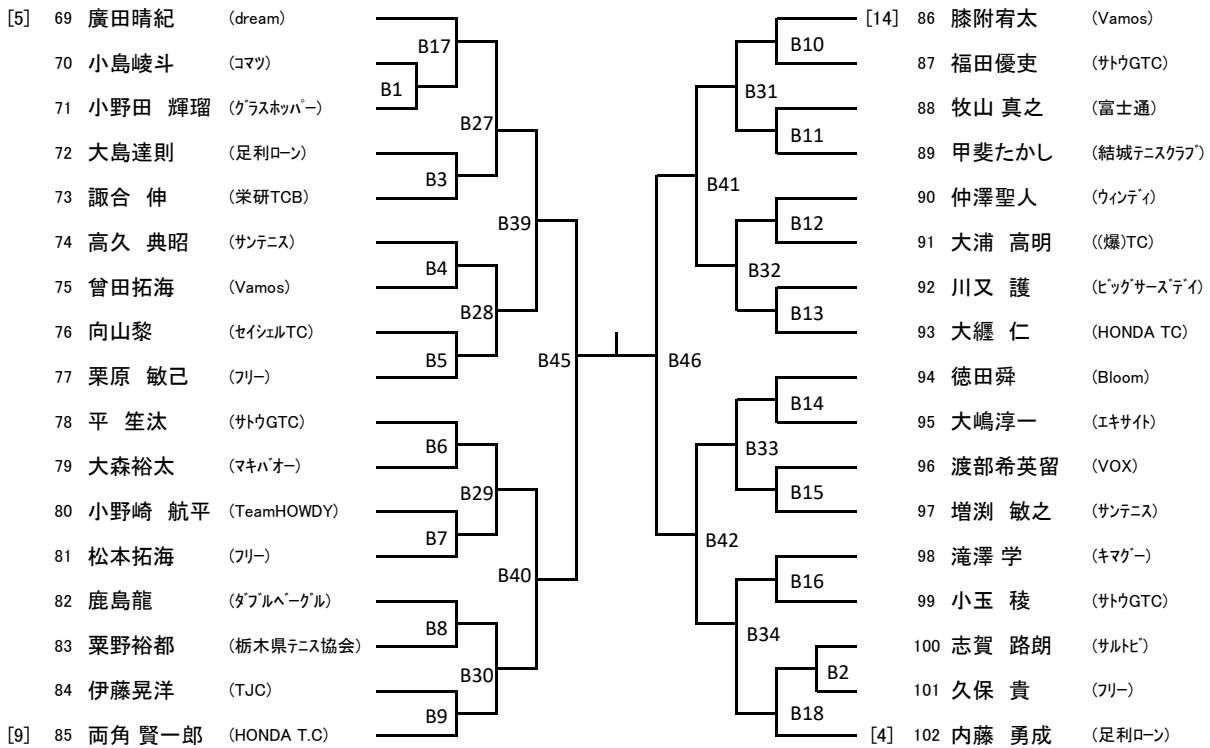 [5] 69 廣田晴紀 (dream)
70 小島崚斗 (コマツ)
71 小野田 輝瑠 (グラスホッパー)
72 大島達則 (足利ローン)
73 諏合 伸 (栄研TCB)
74 高久 典昭 (サンテニス)
75 曾田拓海 (Vamos)
76 向山黎 (セイシェルTC)
77 栗原 敏己 (フリー)
78 平 笙汰 (サトウGTC)
79 大森裕太 (マキバオー)
80 小野崎 航平 (TeamHOWDY)
81 松本拓海 (フリー)
82 鹿島龍 (ダブルベーグル)
83 粟野裕都 (栃木県テニス協会)
84 伊藤晃洋 (TJC)
[9] 85 両角 賢一郎 (HONDA T.C)
B17
B1
B27
B3
B39
B4
B28
B5
B45
B6
B29
B7
B40
B8
B30
B9
B10
B31
B11
B41
B12
B32
B13
B46
B14
B33
B15
B42
B16
B34
B2
B18
[14] 86 膝附宥太 (Vamos)
87 福田優吏 (サトウGTC)
88 牧山 真之 (富士通)
89 甲斐たかし (結城テニスクラブ)
90 仲澤聖人 (ウィンディ)
91 大浦 高明 ((爆)TC)
92 川又 護 (ビッグサーズデイ)
93 大纒 仁 (HONDA TC)
94 徳田舜 (Bloom)
95 大嶋淳一 (エキサイト)
96 渡部希英留 (VOX)
97 増渕 敏之 (サンテニス)
98 滝澤 学 (キマグー)
99 小玉 稜 (サトウGTC)
100 志賀 路朗 (サルトビ)
101 久保 貴 (フリー)
[4] 102 内藤 勇成 (足利ローン)